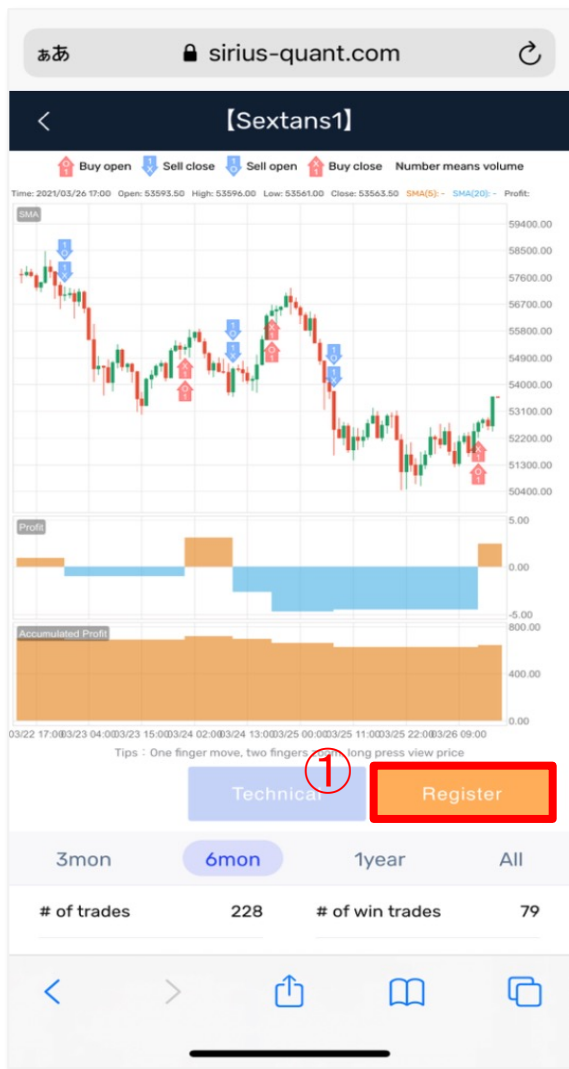 ああ sirius-quant.com
【Sextans1】
Buy open Sell close Sell open Buy close Number means volume
Time: 2021/03/26 17:00 Open: 53593.50 High: 53596.00 Low: 53561.00 Close: 53563.50 SMA(5): - SMA(20): - Profit:
SMA
59400.00
58500.00
57600.00
56700.00
55800.00
54900.00
54000.00
53100.00
52200.00
51300.00
50400.00
Profit
5.00
0.00
-5.00
Accumulated Profit
800.00
400.00
0.00
03/22 17:00 03/23 04:00 03/23 15:00 03/24 02:00 03/24 13:00 03/25 00:00 03/25 11:00 03/25 22:00 03/26 09:00
Tips : One finger move, two fingers zoom, long press view price
①
Technical Register
3mon 6mon 1year All
# of trades 228 # of win trades 79